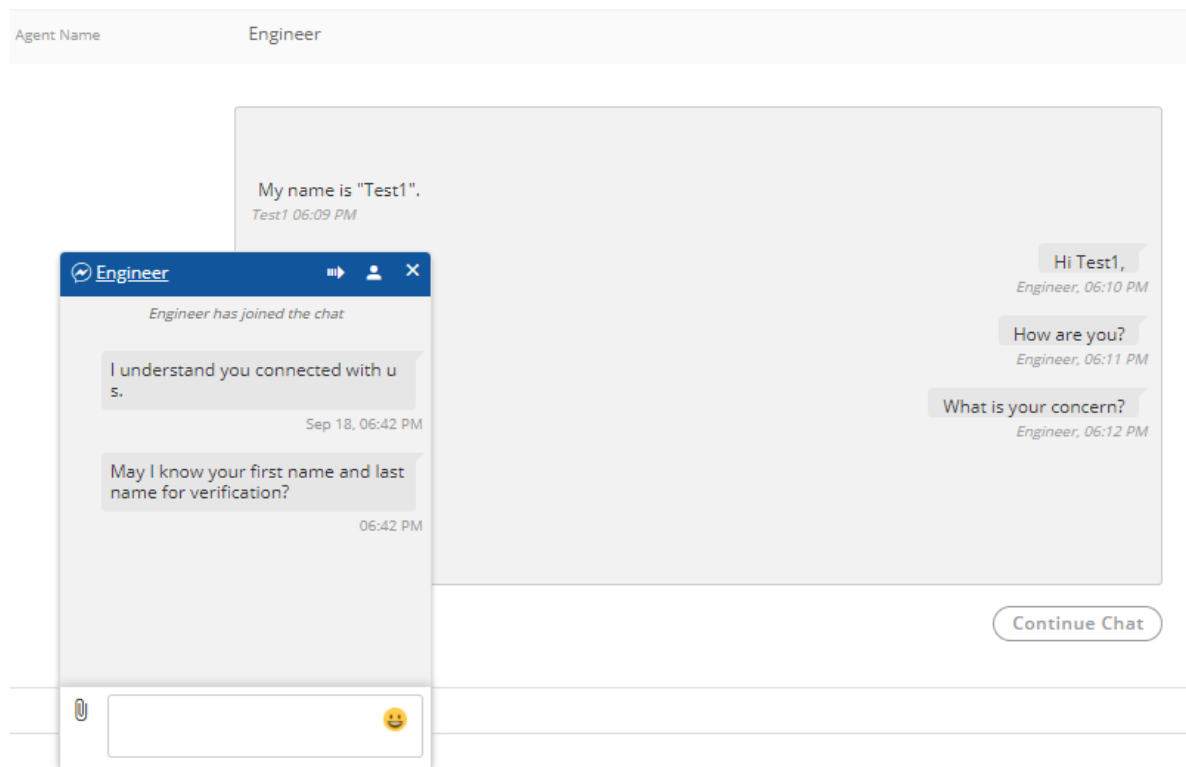 Agent Name
Engineer
My name is "Test1".
Test1 06:09 PM
Hi Test1,
Engineer, 06:10 PM
How are you?
Engineer, 06:11 PM
What is your concern?
Engineer, 06:12 PM
Continue Chat
Engineer
Engineer has joined the chat
I understand you connected with u
s.
Sep 18, 06:42 PM
May I know your first name and last
name for verification?
06:42 PM